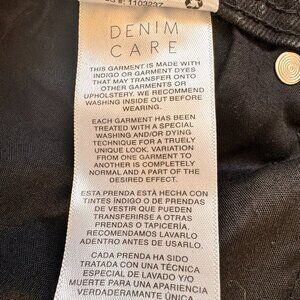 #: 1103237
DENIM
CARE
THIS GARMENT IS MADE WITH
INDIGO OR GARMENT DYES
THAT MAY TRANSFER ONTO
OTHER GARMENTS OR
UPHOLSTERY. WE RECOMMEND
WASHING INSIDE OUT BEFORE
WEARING.
EACH GARMENT HAS BEEN
TREATED WITH A SPECIAL
WASHING AND/OR DYEING
TECHNIQUE FOR A TRUELY
UNIQUE LOOK. VARIATION
FROM ONE GARMENT TO
ANOTHER IS COMPLETELY
NORMAL AND A PART OF THE
DESIRED EFFECT.
ESTA PRENDA ESTÁ HECHA CON
TINTES ÍNDIGO O DE PRENDAS
DE VESTIR QUE PUEDEN
TRANSFERIRSE A OTRAS
PRENDAS O TAPICERÍA.
RECOMENDAMOS LAVARLO
ADENTRO ANTES DE USARLO.
CADA PRENDA HA SIDO
TRATADA CON UNA TÉCNICA
ESPECIAL DE LAVADO Y/O
MUERTE PARA UNA APARIENCIA
VERDADERAMENTE ÚNICA